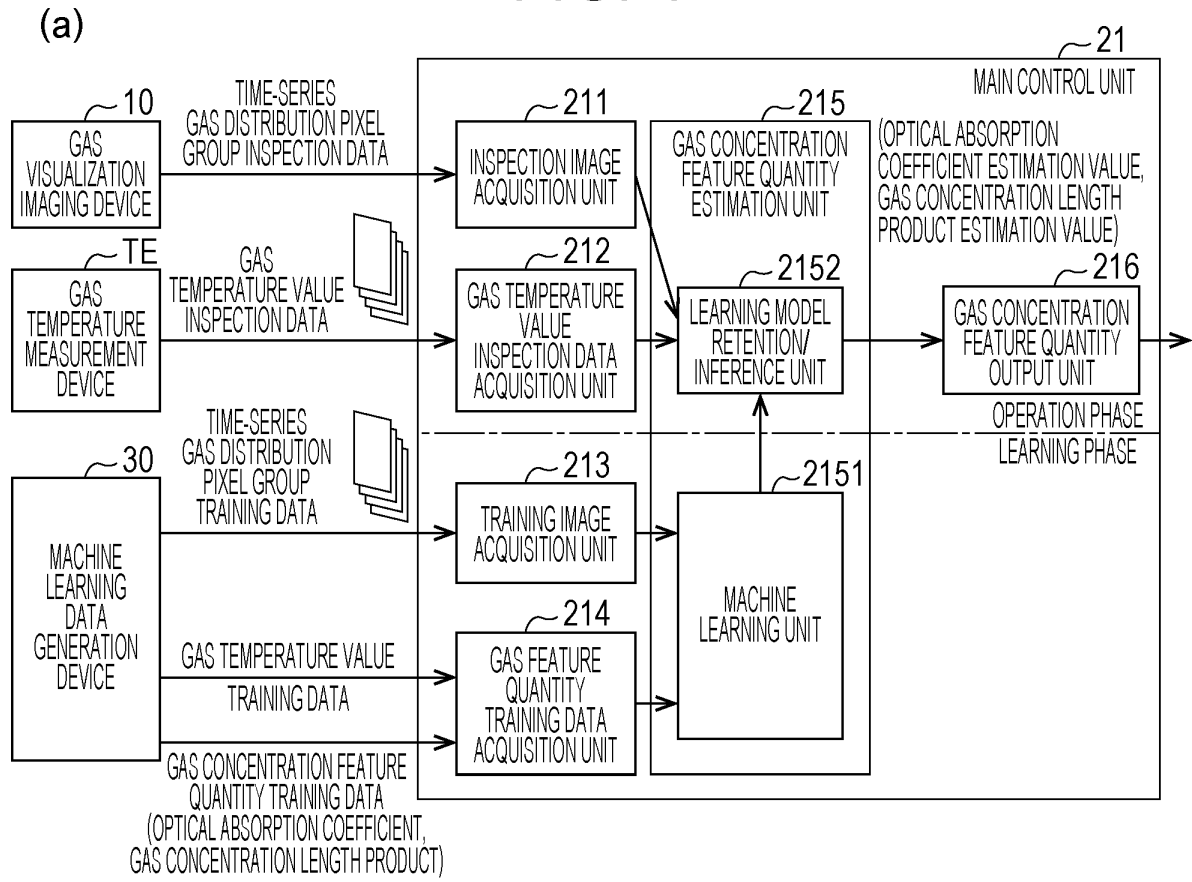 (a)
21
MAIN CONTROL UNIT
10
GAS
VISUALIZATION
IMAGING DEVICE
TIME-SERIES
GAS DISTRIBUTION PIXEL
GROUP INSPECTION DATA
211
INSPECTION IMAGE
ACQUISITION UNIT
215
GAS CONCENTRATION
FEATURE QUANTITY
ESTIMATION UNIT
(OPTICAL ABSORPTION
COEFFICIENT ESTIMATION VALUE,
GAS CONCENTRATION LENGTH
PRODUCT ESTIMATION VALUE)
TE
GAS
TEMPERATURE
MEASUREMENT
DEVICE
GAS
TEMPERATURE VALUE
INSPECTION DATA
212
GAS TEMPERATURE
VALUE
INSPECTION DATA
ACQUISITION UNIT
2152
LEARNING MODEL
RETENTION/
INFERENCE UNIT
216
GAS CONCENTRATION
FEATURE QUANTITY
OUTPUT UNIT
OPERATION PHASE
LEARNING PHASE
30
MACHINE
LEARNING
DATA
GENERATION
DEVICE
TIME-SERIES
GAS DISTRIBUTION
PIXEL GROUP
TRAINING DATA
213
TRAINING IMAGE
ACQUISITION UNIT
2151
MACHINE
LEARNING UNIT
GAS TEMPERATURE VALUE
TRAINING DATA
214
GAS FEATURE
QUANTITY
TRAINING DATA
ACQUISITION UNIT
GAS CONCENTRATION FEATURE
QUANTITY TRAINING DATA
(OPTICAL ABSORPTION COEFFICIENT,
GAS CONCENTRATION LENGTH PRODUCT)